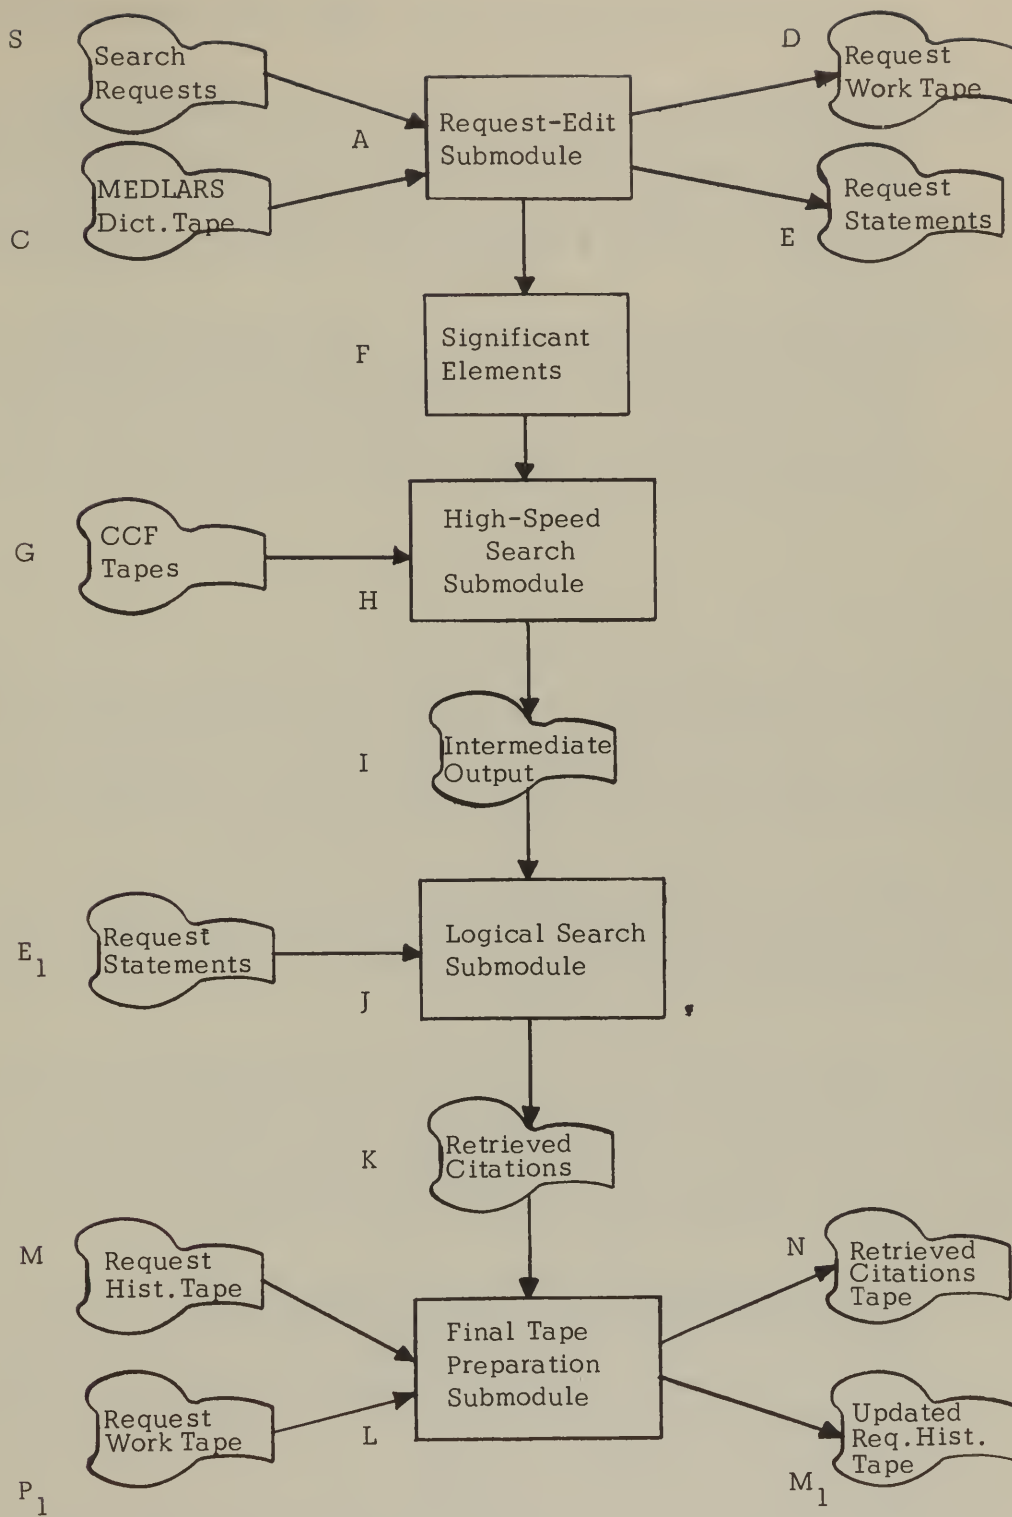 S
Search
Requests
D
Request
Work Tape
A
Request-Edit
Submodule
C
MEDLARS
Dict. Tape
E
Request
Statements
F
Significant
Elements
G
CCF
Tapes
H
High-Speed
Search
Submodule
I
Intermediate
Output
E1
Request
Statements
J
Logical Search
Submodule
K
Retrieved
Citations
M
Request
Hist. Tape
N
Retrieved
Citations
Tape
L
Final Tape
Preparation
Submodule
P1
Request
Work Tape
M1
Updated
Req. Hist.
Tape